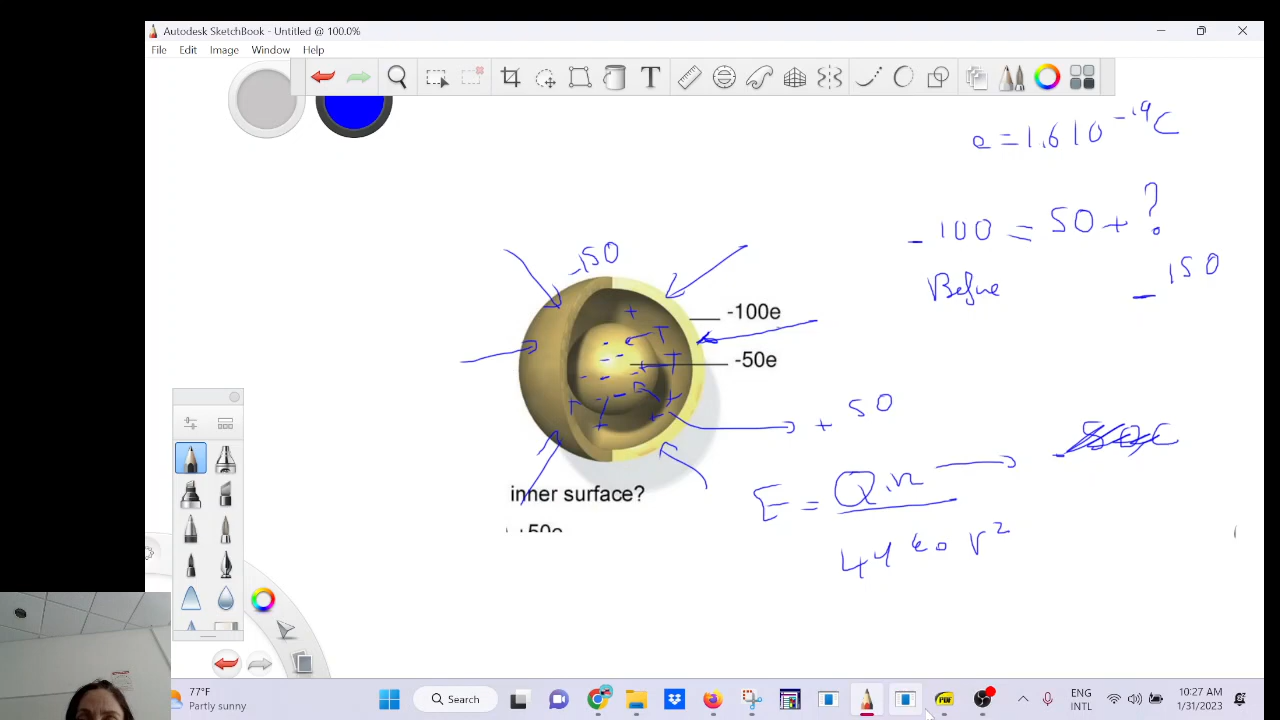 Autodesk SketchBook - Untitled @ 100.0%
File Edit Image Window Help
T
e = 1.6 10⁻¹⁹ C
-100 = 50 + ?
Before
-150
-150
-100e
-50e
+ 50
inner surface?
+50e
E = Qin
4π ε0 r²
77°F
Partly sunny
Search
ENG
INTL
10:27 AM
1/31/2023